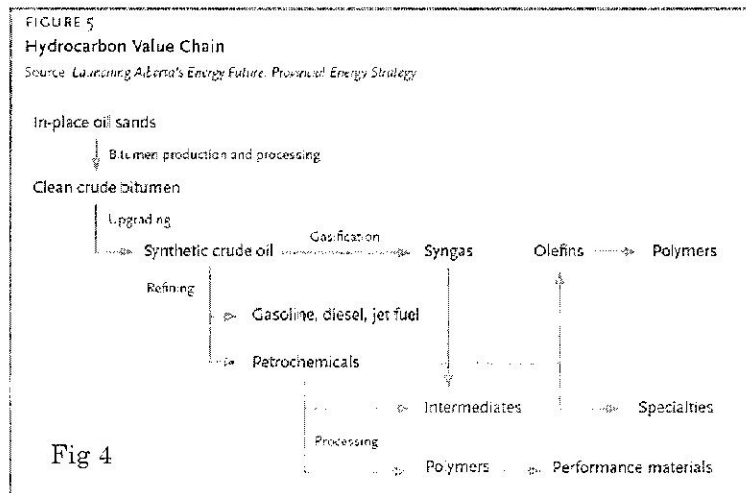 FIGURE 5
Hydrocarbon Value Chain
Source: Launching Alberta's Energy Future. Provincial Energy Strategy
In-place oil sands
Bitumen production and processing
Clean crude bitumen
Upgrading
Synthetic crude oil Gasification Syngas Olefins Polymers
Refining
Gasoline, diesel, jet fuel
Petrochemicals
Intermediates Specialties
Processing
Polymers Performance materials
Fig 4